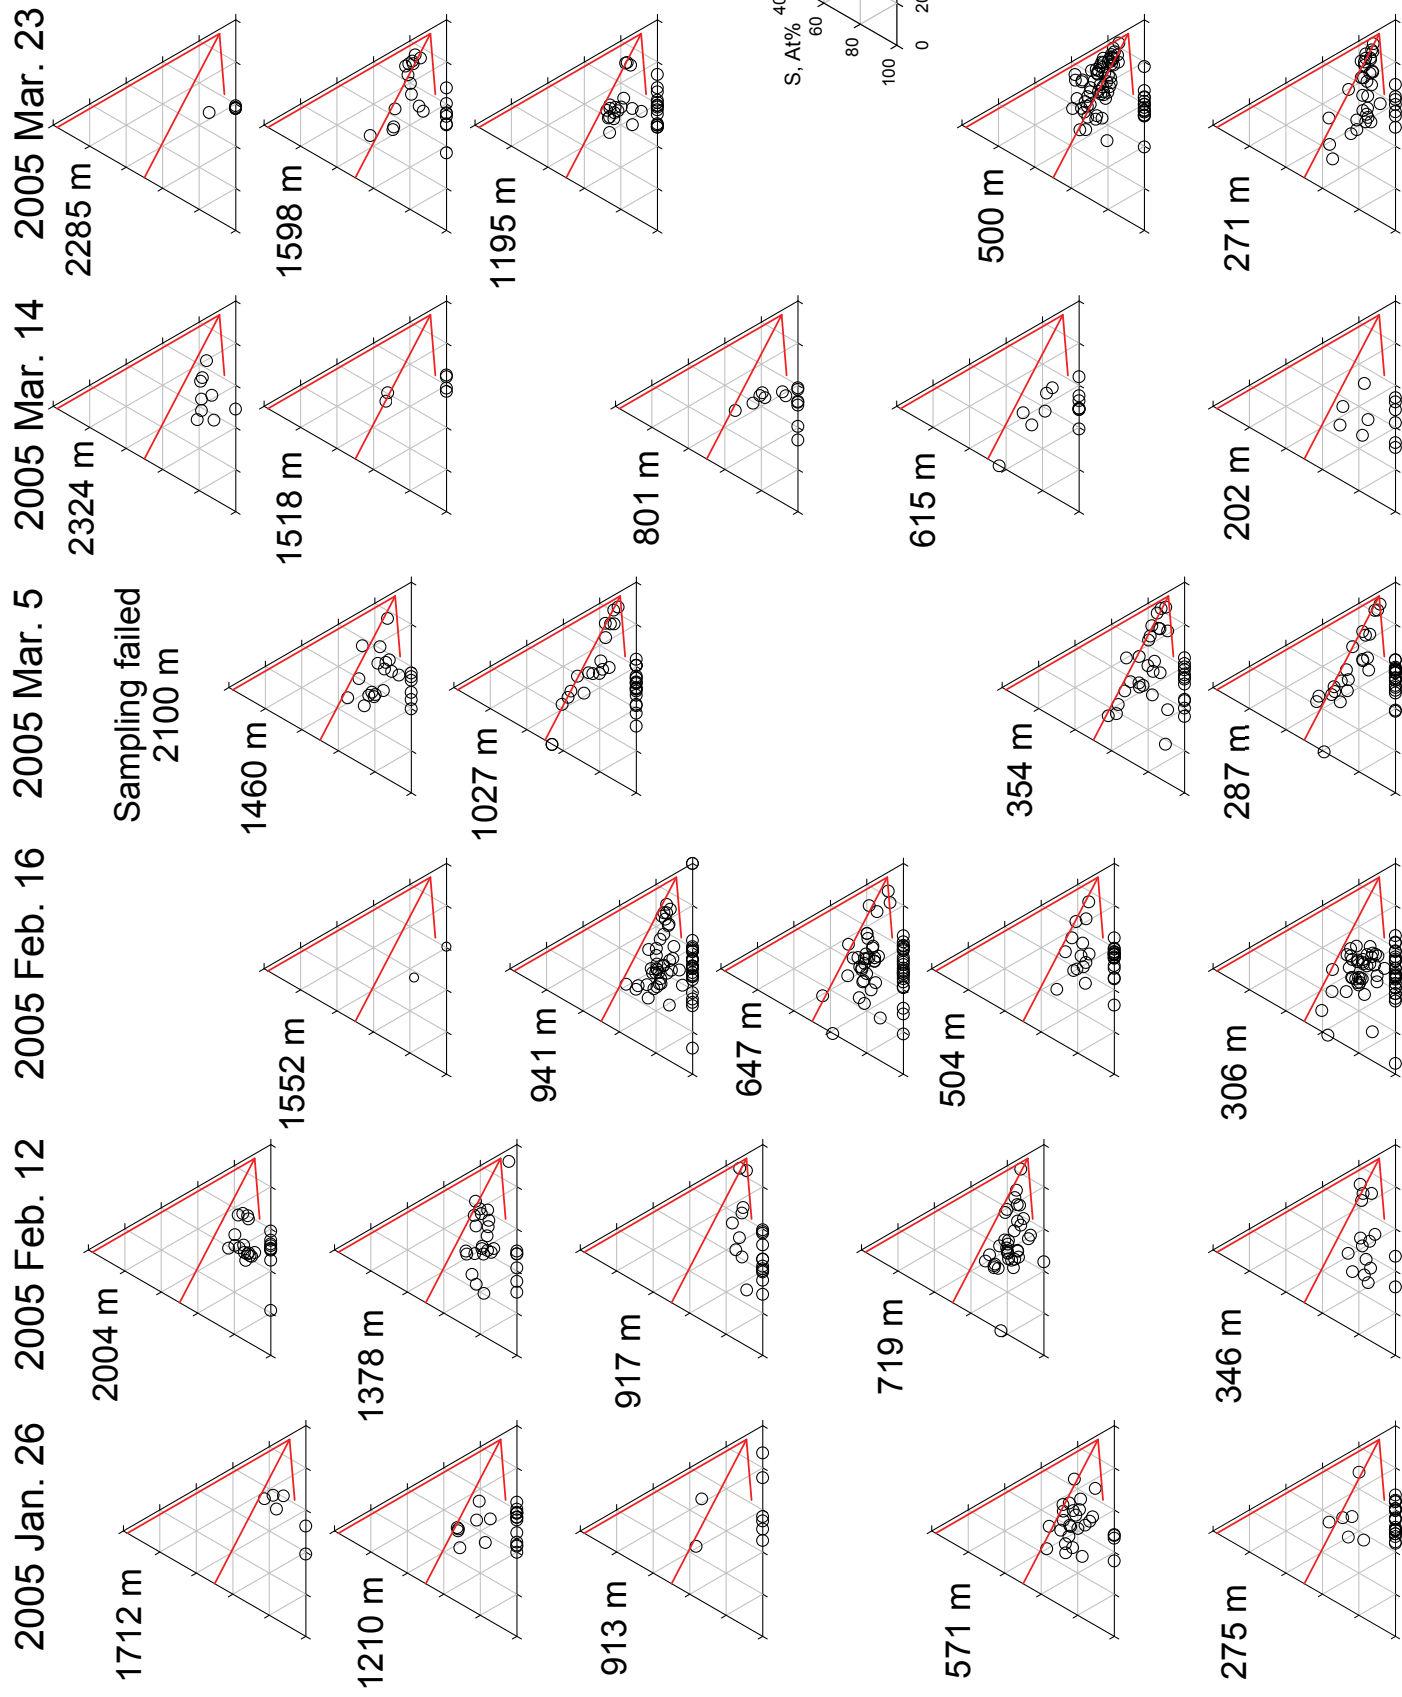 2005 Jan. 26
1712 m
1210 m
913 m
571 m
275 m
2005 Feb. 12
2004 m
1378 m
917 m
719 m
346 m
2005 Feb. 16
1552 m
941 m
647 m
504 m
306 m
2005 Mar. 5
Sampling failed
2100 m
1460 m
1027 m
354 m
287 m
2005 Mar. 14
2324 m
1518 m
801 m
615 m
202 m
2005 Mar. 23
2285 m
1598 m
1195 m
500 m
271 m
S, At%
60
80
100
0